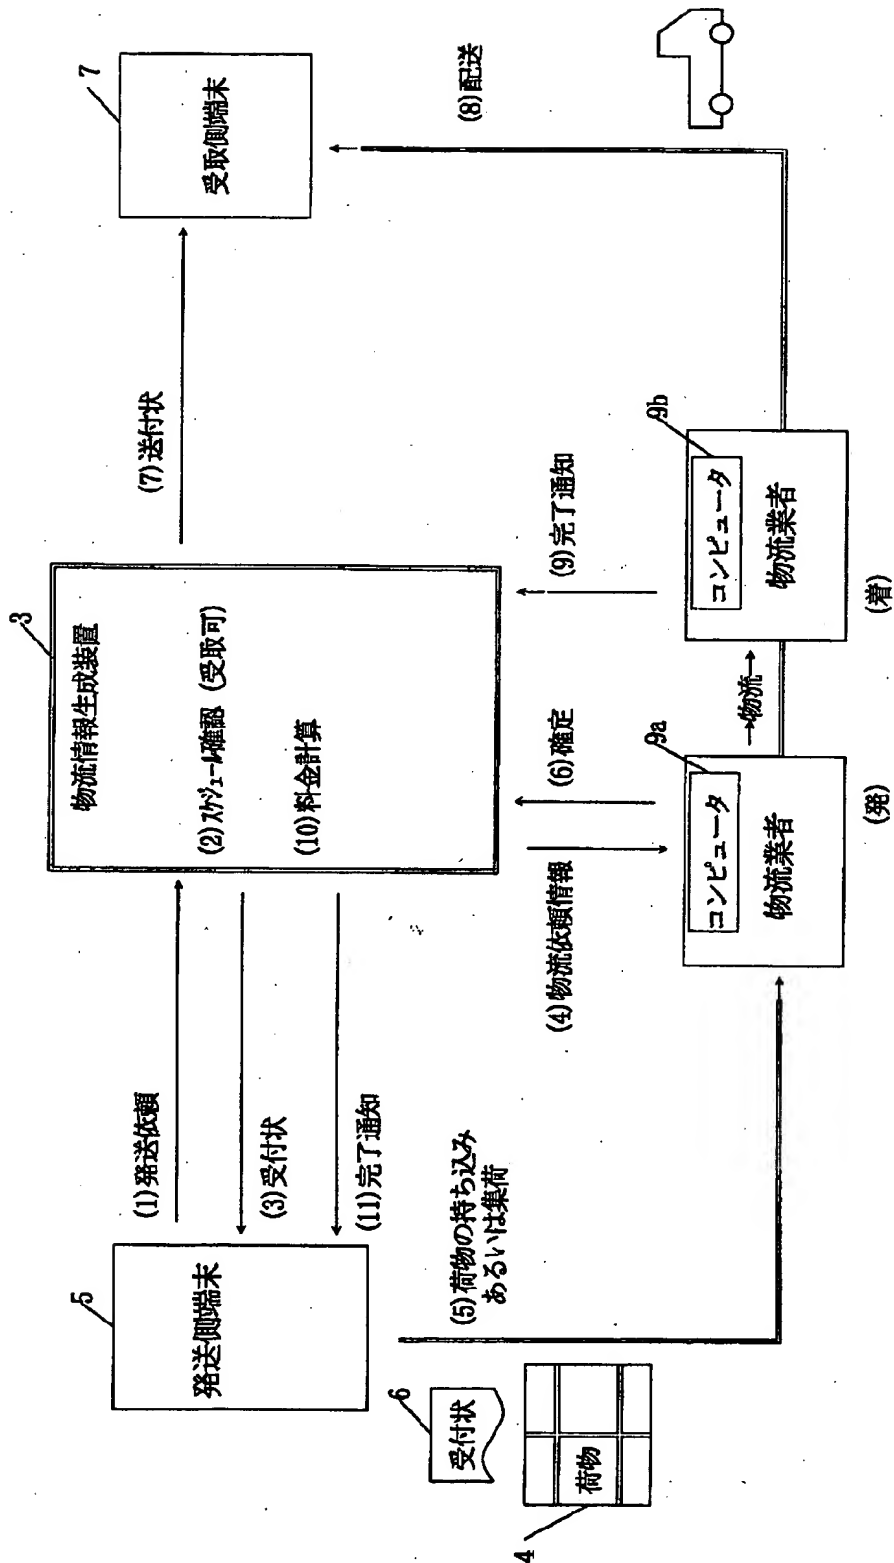 5
発送側端末
(1)発送依頼
(3)受付状
(11)完了通知
3
物流情報生成装置
(2)ｽｹｼﾞｭｰﾙ確認 (受取可)
(10)料金計算
(7)送付状
7
受取側端末
6
受付状
荷物
4
(5)荷物の持ち込み
あるいは集荷
(4)物流依頼情報
(6)確定
(9)完了通知
(8)配送
9a
コンピュータ
物流業者
(発)
→物流→
9b
コンピュータ
物流業者
(着)